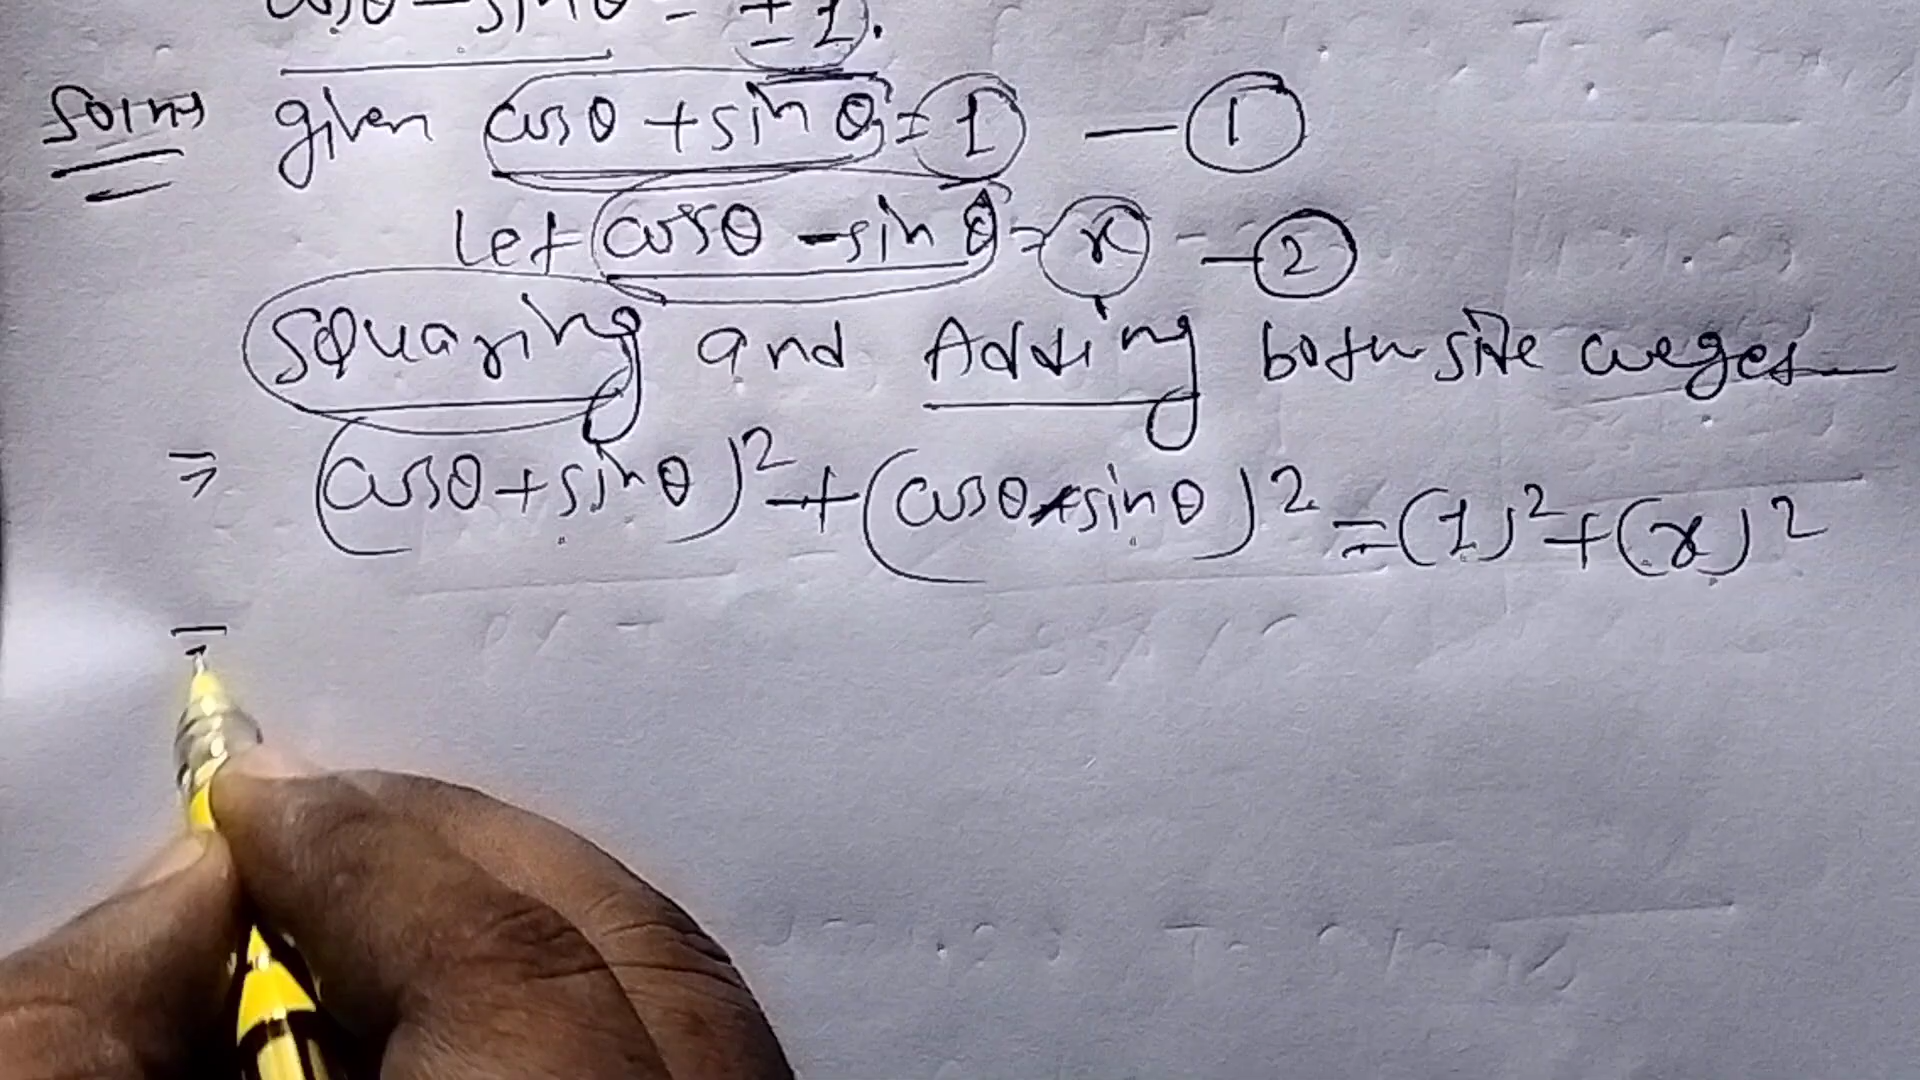 cosθ - sinθ = ±1.
Solns given cosθ + sinθ = 1 — 1
Let cosθ - sinθ = x - - 2
Squaring and Adding both side
⇒ (cosθ + sinθ)² + (cosθ - sinθ)² = (1)² + (x)²
=